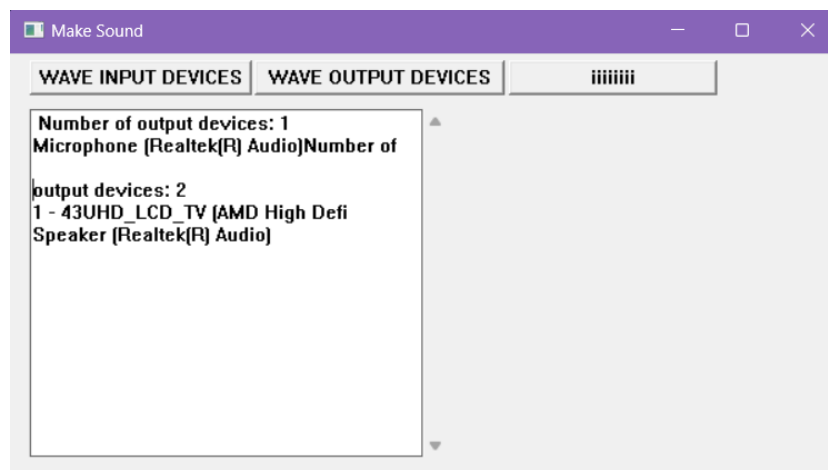 Make Sound
WAVE INPUT DEVICES WAVE OUTPUT DEVICES iiiiiiii
Number of output devices: 1
Microphone (Realtek(R) Audio)Number of
output devices: 2
1 - 43UHD_LCD_TV (AMD High Defi
Speaker (Realtek(R) Audio)